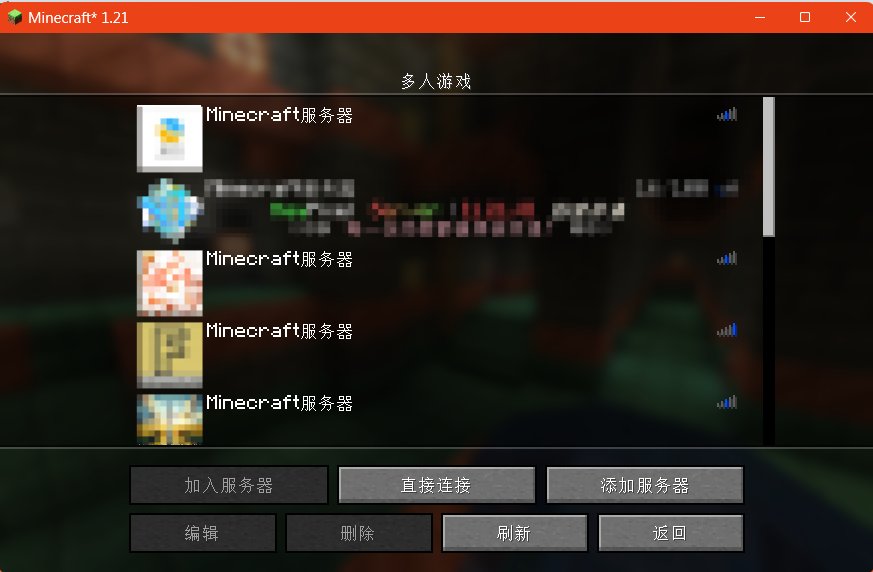 Minecraft* 1.21
多人游戏
Minecraft服务器
Minecraft服务器
Minecraft服务器
Minecraft服务器
加入服务器 直接连接 添加服务器
编辑 删除 刷新 返回